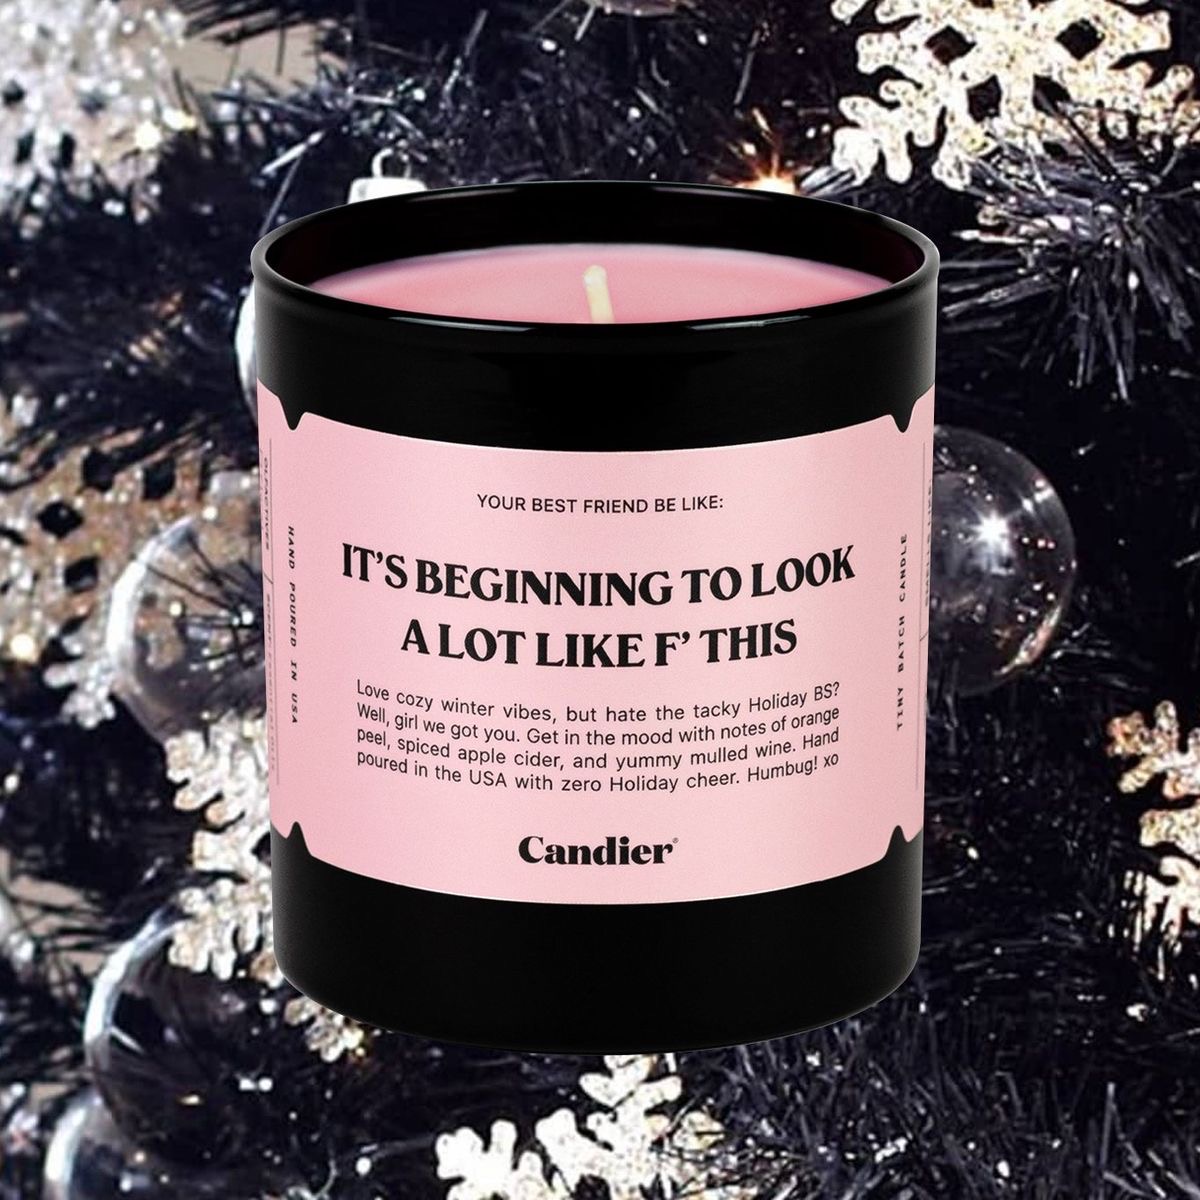 YOUR BEST FRIEND BE LIKE:
IT'S BEGINNING TO LOOK
A LOT LIKE F' THIS
Love cozy winter vibes, but hate the tacky Holiday BS?
Well, girl we got you. Get in the mood with notes of orange
peel, spiced apple cider, and yummy mulled wine. Hand
poured in the USA with zero Holiday cheer. Humbug! xo
Candier®
HAND POURED IN USA
TINY BATCH CANDLE